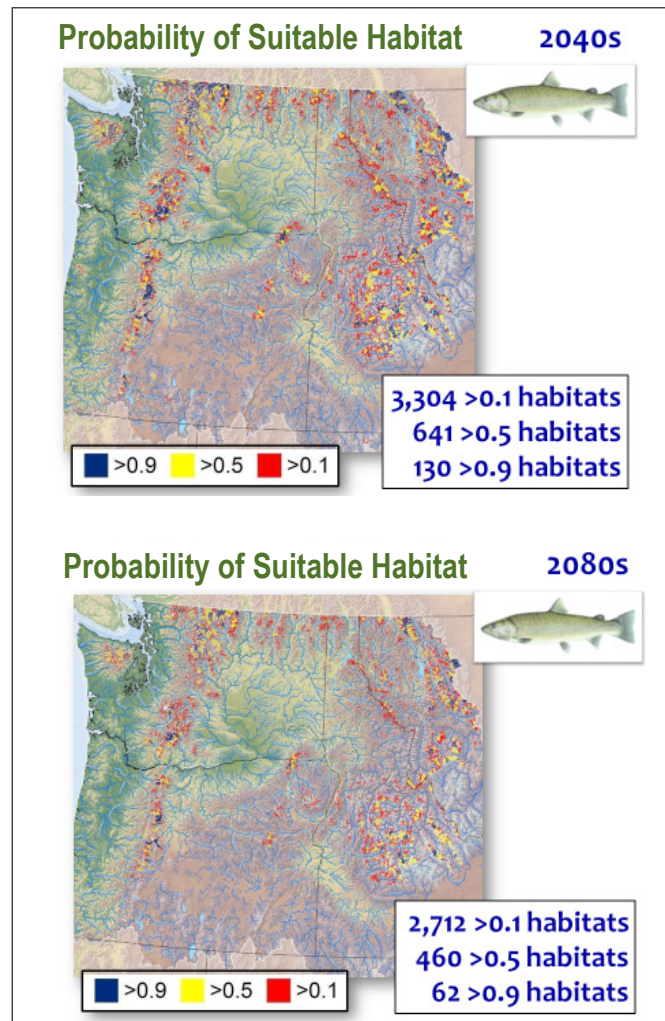 Probability of Suitable Habitat 2040s
3,304 >0.1 habitats
641 >0.5 habitats
130 >0.9 habitats
>0.9 >0.5 >0.1
Probability of Suitable Habitat 2080s
2,712 >0.1 habitats
460 >0.5 habitats
62 >0.9 habitats
>0.9 >0.5 >0.1